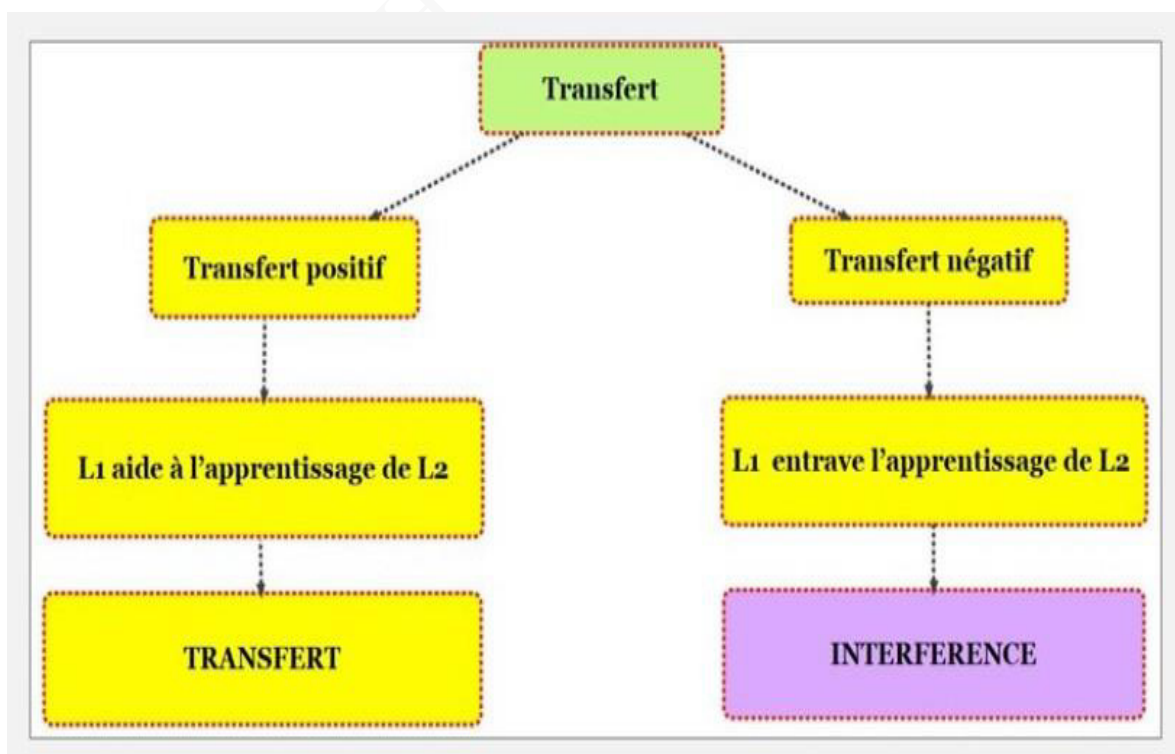 Transfert
Transfert positif
Transfert négatif
L1 aide à l'apprentissage de L2
L1 entrave l'apprentissage de L2
TRANSFERT
INTERFERENCE